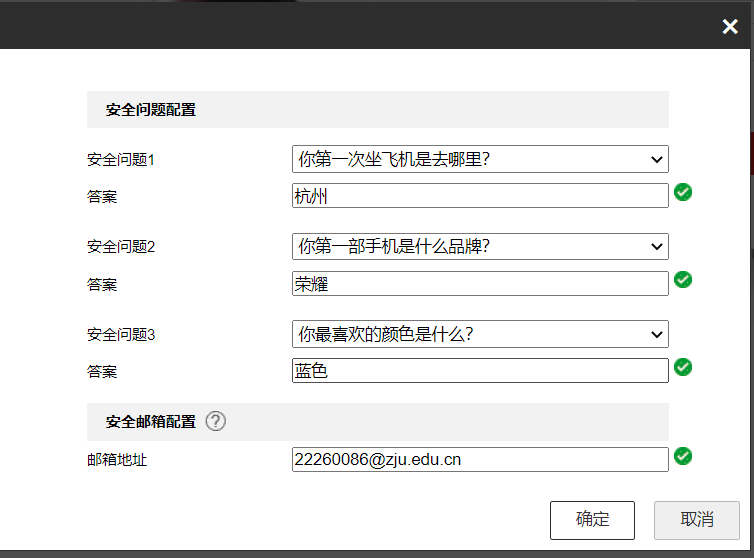 安全问题配置
安全问题1 你第一次坐飞机是去哪里?
答案 杭州
安全问题2 你第一部手机是什么品牌?
答案 荣耀
安全问题3 你最喜欢的颜色是什么?
答案 蓝色
安全邮箱配置 ?
邮箱地址 22260086@zju.edu.cn
确定 取消